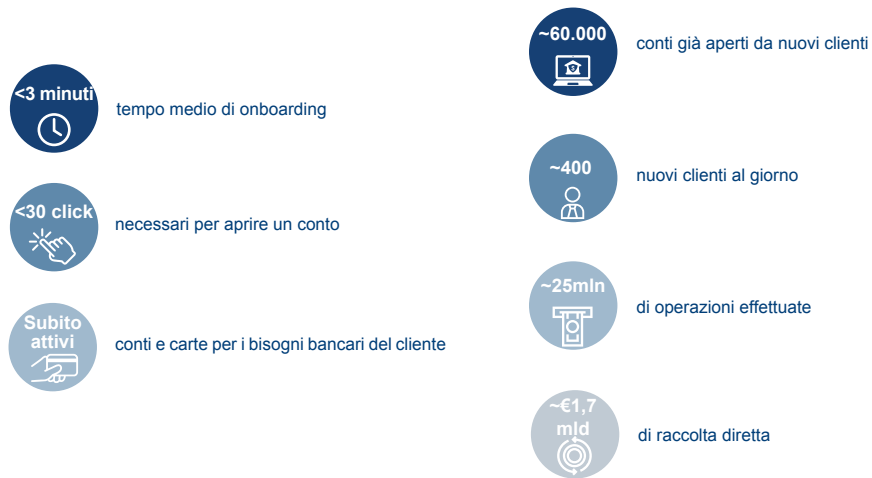 <3 minuti
tempo medio di onboarding
<30 click
necessari per aprire un conto
Subito
attivi
conti e carte per i bisogni bancari del cliente
~60.000
conti già aperti da nuovi clienti
~400
nuovi clienti al giorno
~25mln
di operazioni effettuate
~€1,7
mld
di raccolta diretta